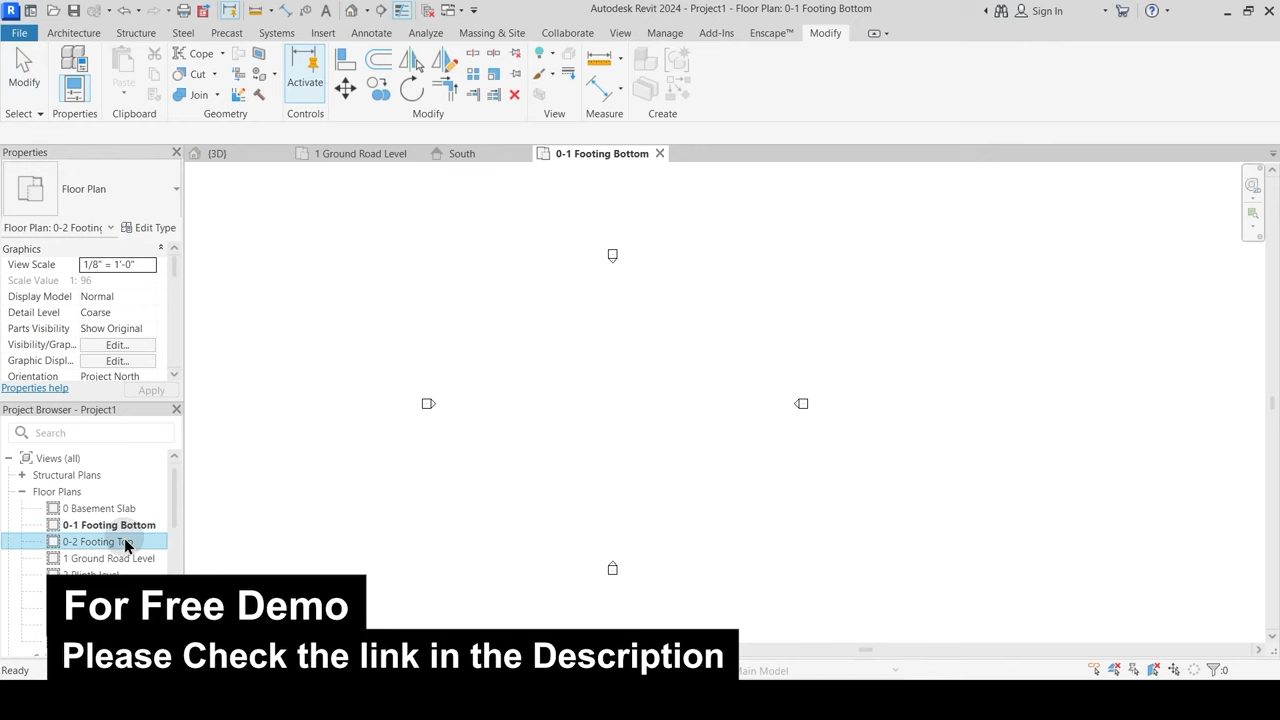 Autodesk Revit 2024 - Project1 - Floor Plan: 0-1 Footing Bottom
Sign In
File Architecture Structure Steel Precast Systems Insert Annotate Analyze Massing & Site Collaborate View Manage Add-Ins Enscape™ Modify
Modify
Paste
Cope
Cut
Join
Activate
Select Properties Clipboard Geometry Controls Modify View Measure Create
Properties
{3D} 1 Ground Road Level South 0-1 Footing Bottom
Floor Plan
Floor Plan: 0-2 Footing Edit Type
Graphics
View Scale 1/8" = 1'-0"
Scale Value 1: 96
Display Model Normal
Detail Level Coarse
Parts Visibility Show Original
Visibility/Grap... Edit...
Graphic Displ... Edit...
Orientation Project North
Properties help Apply
Project Browser - Project1
Search
Views (all)
Structural Plans
Floor Plans
0 Basement Slab
0-1 Footing Bottom
0-2 Footing Top
1 Ground Road Level
For Free Demo
Please Check the link in the Description
Ready
Main Model
:0